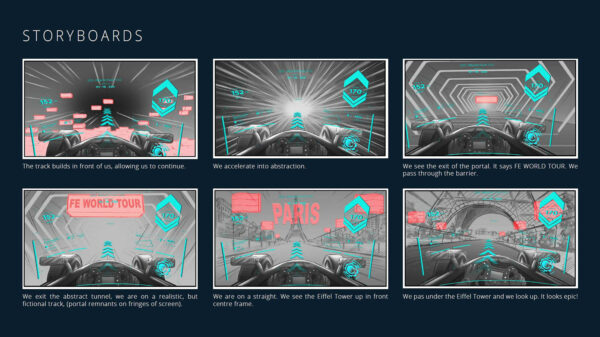 STORYBOARDS
152
170
The track builds in front of us, allowing us to continue.
152
170
We accelerate into abstraction.
152
170
We see the exit of the portal. It says FE WORLD TOUR. We
pass through the barrier.
FE WORLD TOUR
We exit the abstract tunnel, we are on a realistic, but
fictional track, (portal remnants on fringes of screen).
PARIS
We are on a straight. We see the Eiffel Tower up in front
centre frame.
We pas under the Eiffel Tower and we look up. It looks epic!